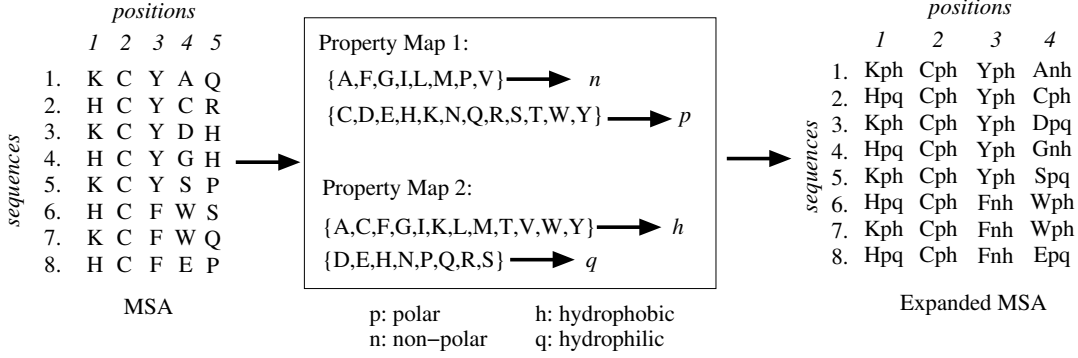 positions
1 2 3 4 5
1. K C Y A Q
2. H C Y C R
3. K C Y D H
4. H C Y G H
5. K C Y S P
6. H C F W S
7. K C F W Q
8. H C F E P
sequences
MSA
Property Map 1:
{A,F,G,I,L,M,P,V} n
{C,D,E,H,K,N,Q,R,S,T,W,Y} p
Property Map 2:
{A,C,F,G,I,K,L,M,T,V,W,Y} h
{D,E,H,N,P,Q,R,S} q
p: polar h: hydrophobic
n: non-polar q: hydrophilic
positions
1 2 3 4
1. Kph Cph Yph Anh
2. Hpq Cph Yph Cph
3. Kph Cph Yph Dpq
4. Hpq Cph Yph Gnh
5. Kph Cph Yph Spq
6. Hpq Cph Fnh Wph
7. Kph Cph Fnh Wph
8. Hpq Cph Fnh Epq
sequences
Expanded MSA